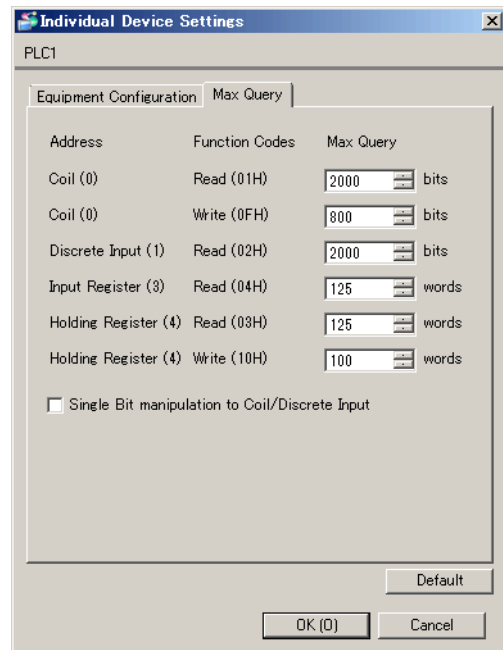 Individual Device Settings
PLC1
Equipment Configuration Max Query
Address Function Codes Max Query
Coil (0) Read (01H) 2000 bits
Coil (0) Write (0FH) 800 bits
Discrete Input (1) Read (02H) 2000 bits
Input Register (3) Read (04H) 125 words
Holding Register (4) Read (03H) 125 words
Holding Register (4) Write (10H) 100 words
Single Bit manipulation to Coil/Discrete Input
Default
OK (O) Cancel